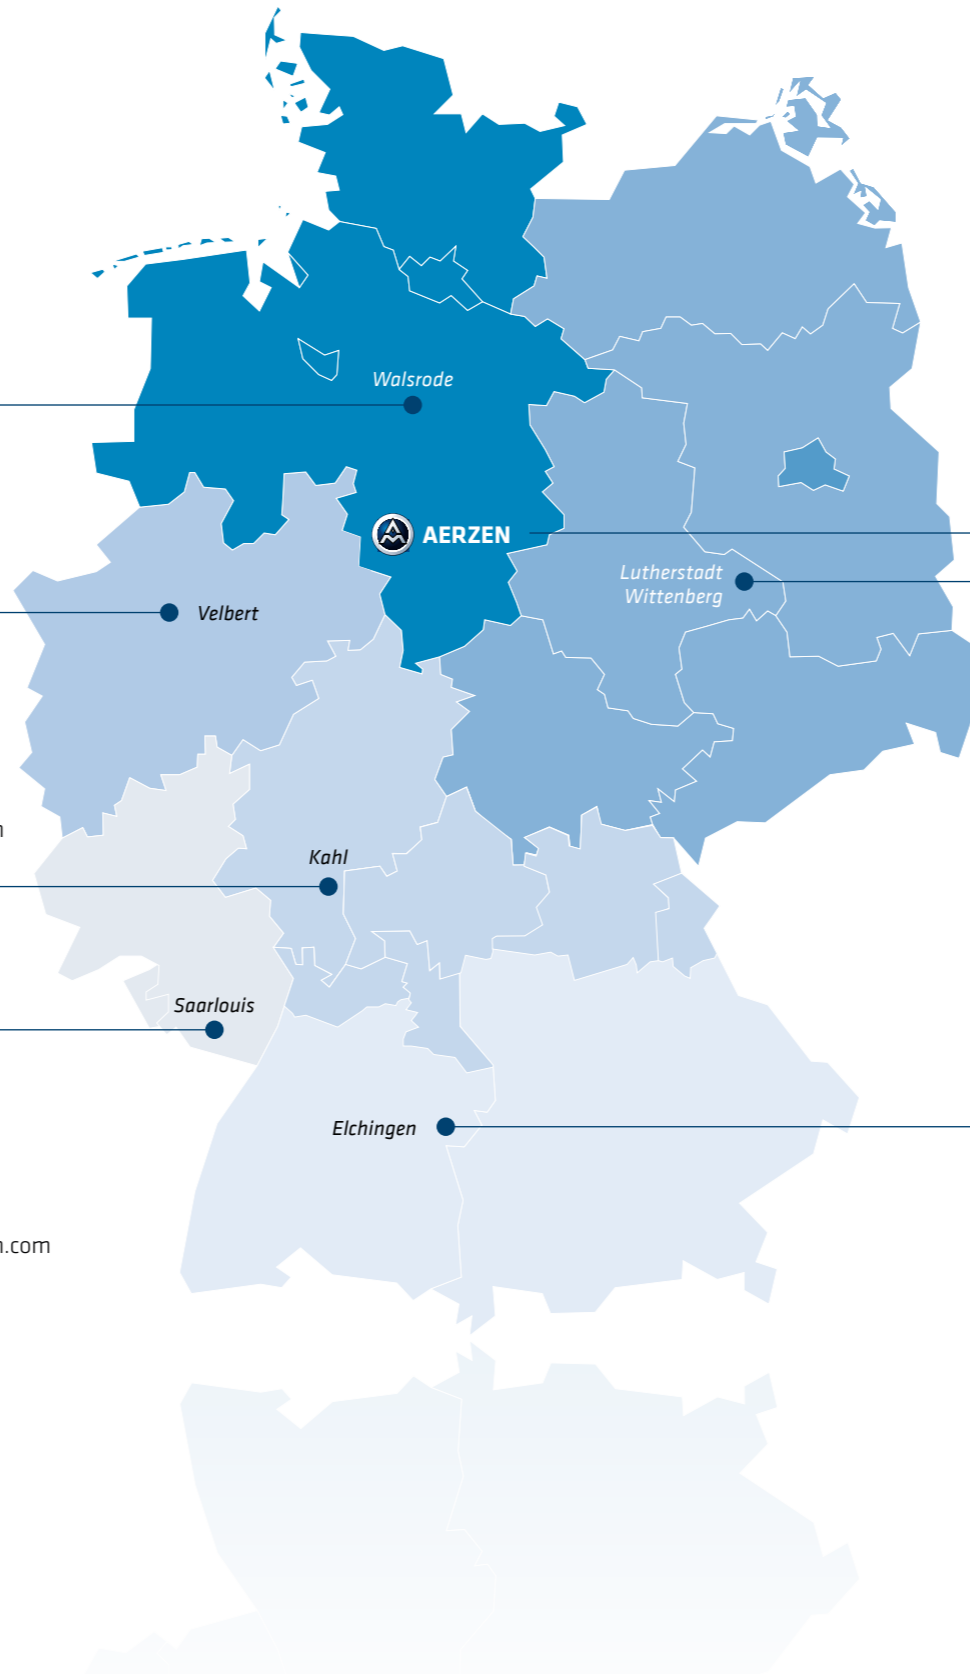 Walsrode
AERZEN
Lutherstadt
Wittenberg
Velbert
Kahl
Saarlouis
Elchingen
.com